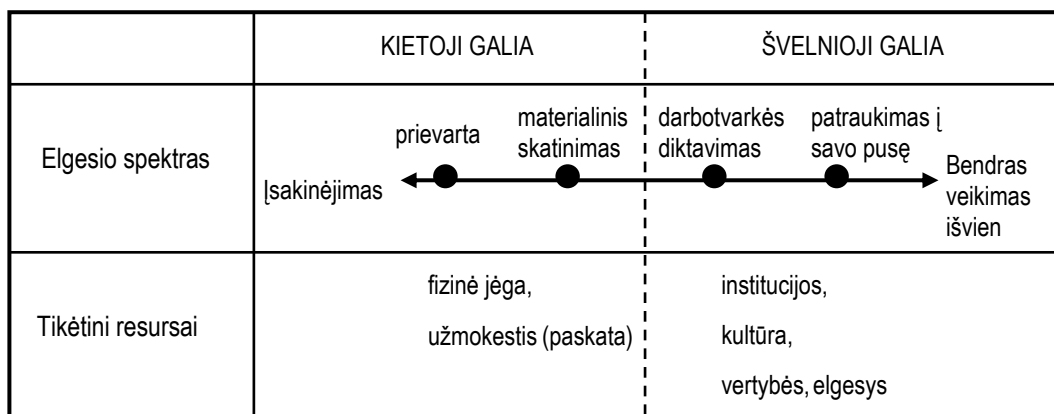 KIETOJI GALIA
ŠVELNIOJI GALIA
Elgesio spektras
Įsakinėjimas
prievarta
materialinis
skatinimas
darbotvarkės
diktavimas
patraukimas į
savo pusę
Bendras
veikimas
išvien
Tikėtini resursai
fizinė jėga,
užmokestis (paskata)
institucijos,
kultūra,
vertybės, elgesys